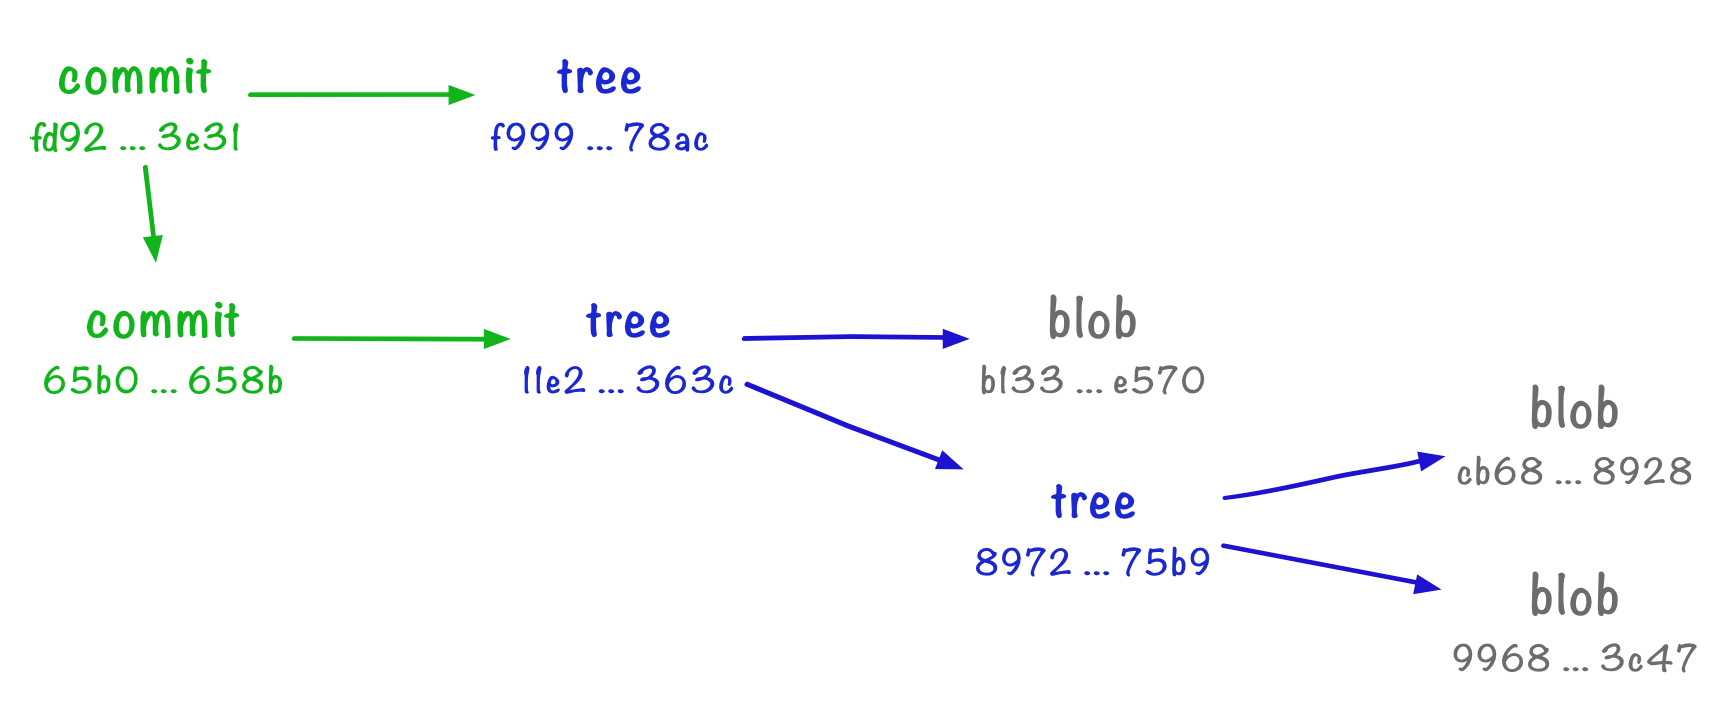 commit
fd92 ... 3e31
tree
f999 ... 78ac
commit
65b0 ... 658b
tree
11e2 ... 363c
blob
b133 ... e570
blob
cb68 ... 8928
tree
8972 ... 75b9
blob
9968 ... 3c47